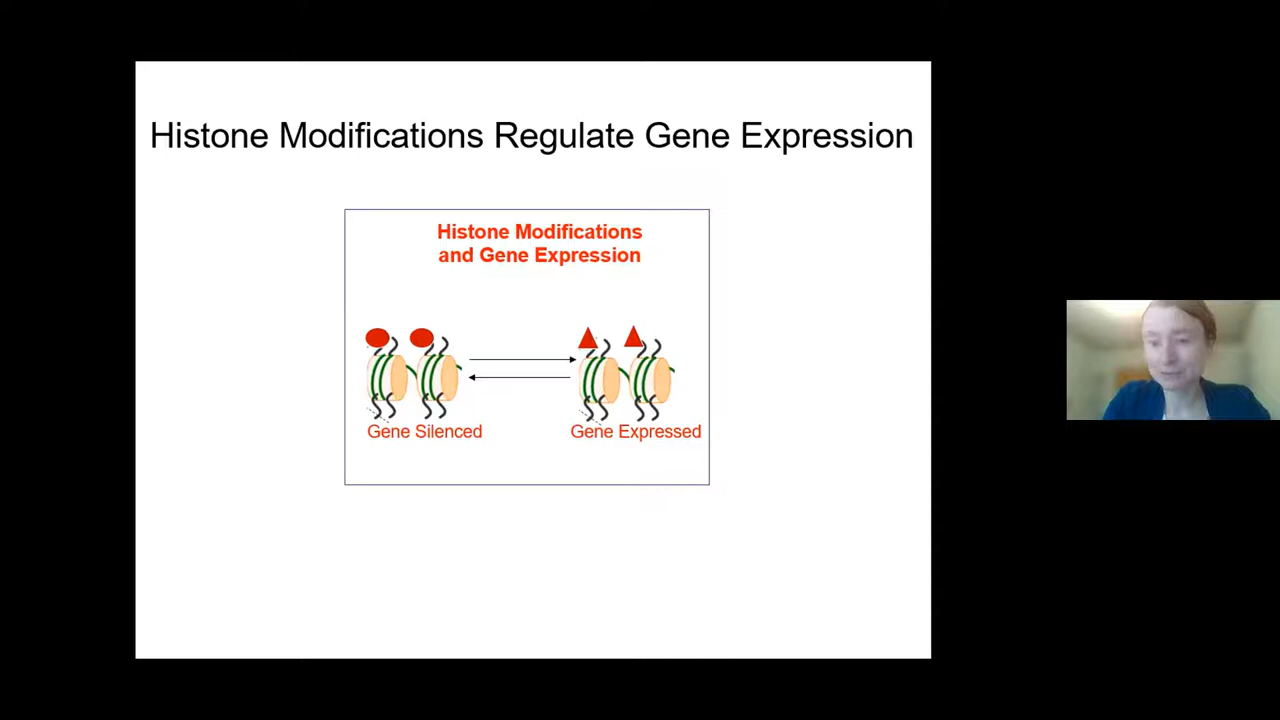 Histone Modifications Regulate Gene Expression
Histone Modifications
and Gene Expression
Gene Silenced
Gene Expressed